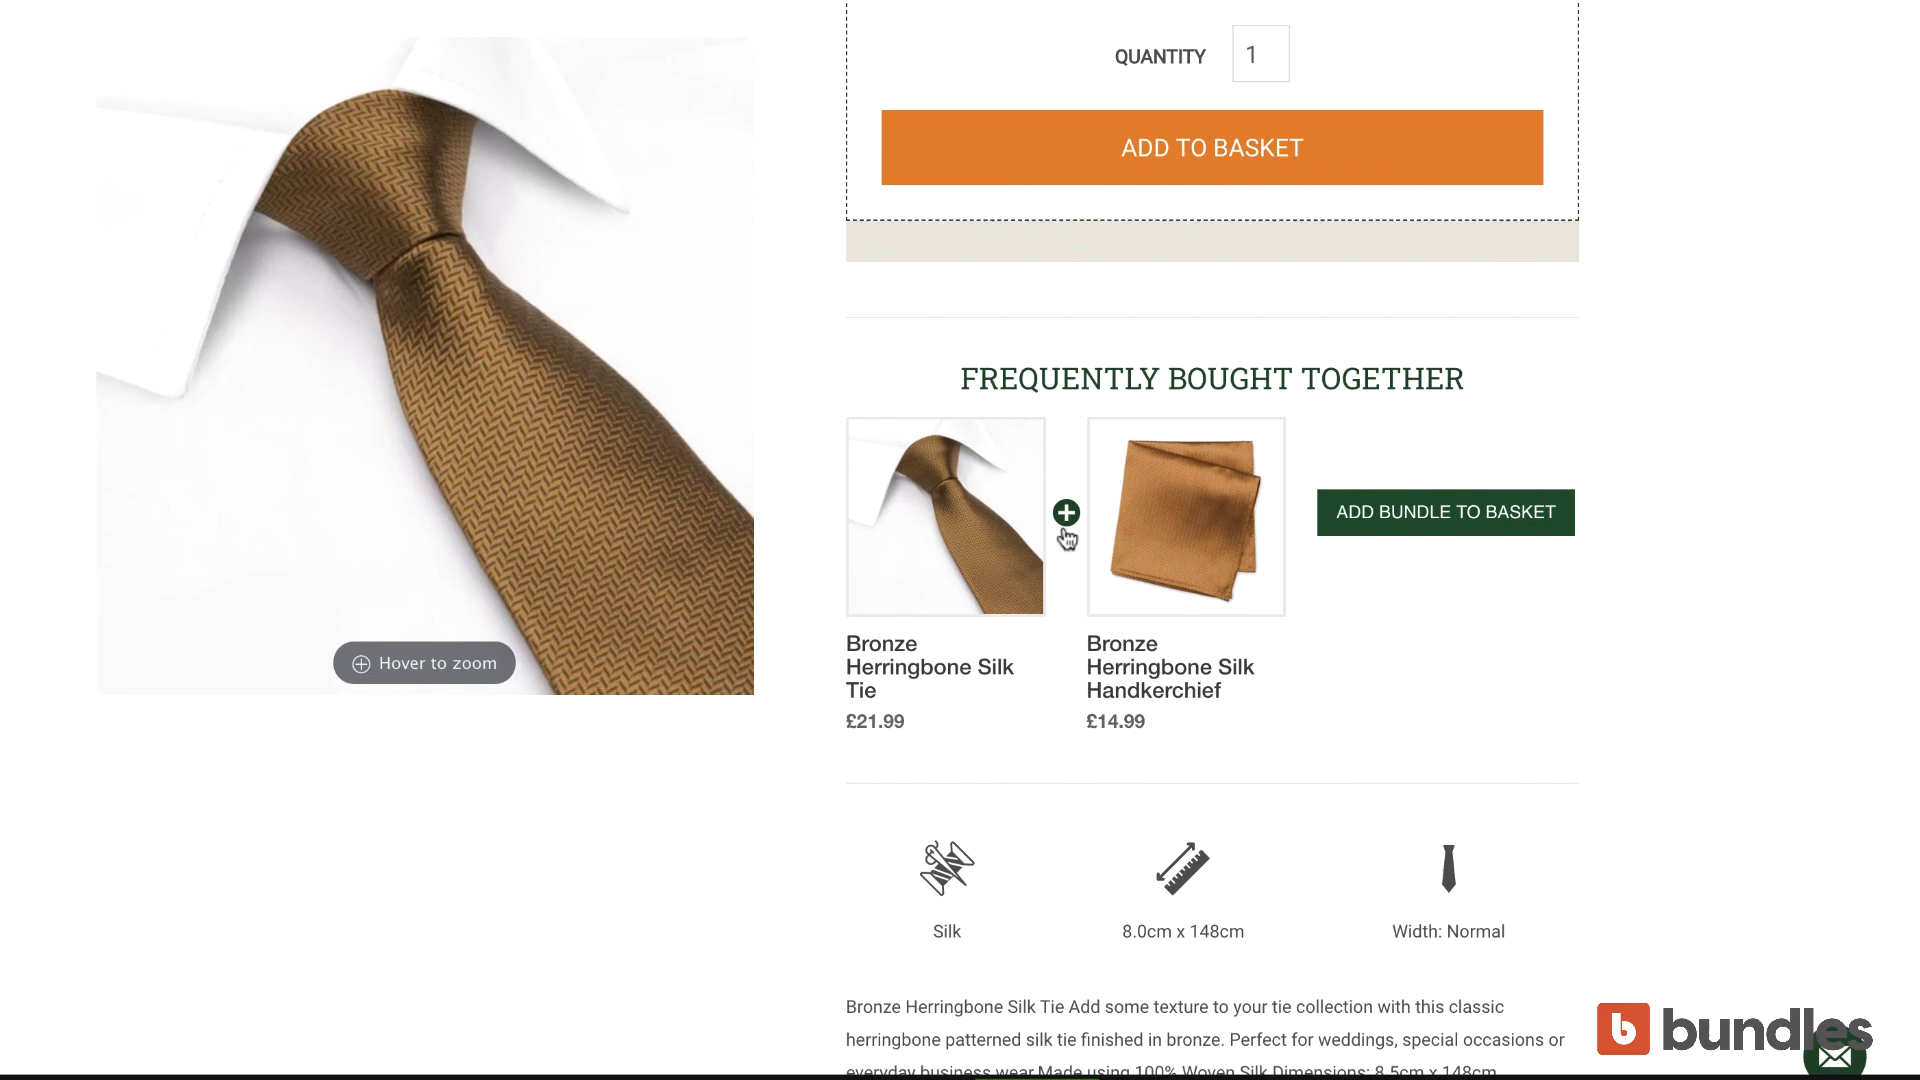 QUANTITY 1
ADD TO BASKET
FREQUENTLY BOUGHT TOGETHER
ADD BUNDLE TO BASKET
Hover to zoom
Bronze
Herringbone Silk
Tie
£21.99
Bronze
Herringbone Silk
Handkerchief
£14.99
Silk
8.0cm x 148cm
Width: Normal
Bronze Herringbone Silk Tie Add some texture to your tie collection with this classic
herringbone patterned silk tie finished in bronze. Perfect for weddings, special occasions or
everyday business wear Made using 100% Woven Silk Dimensions: 8.5cm x 148cm
b bundles